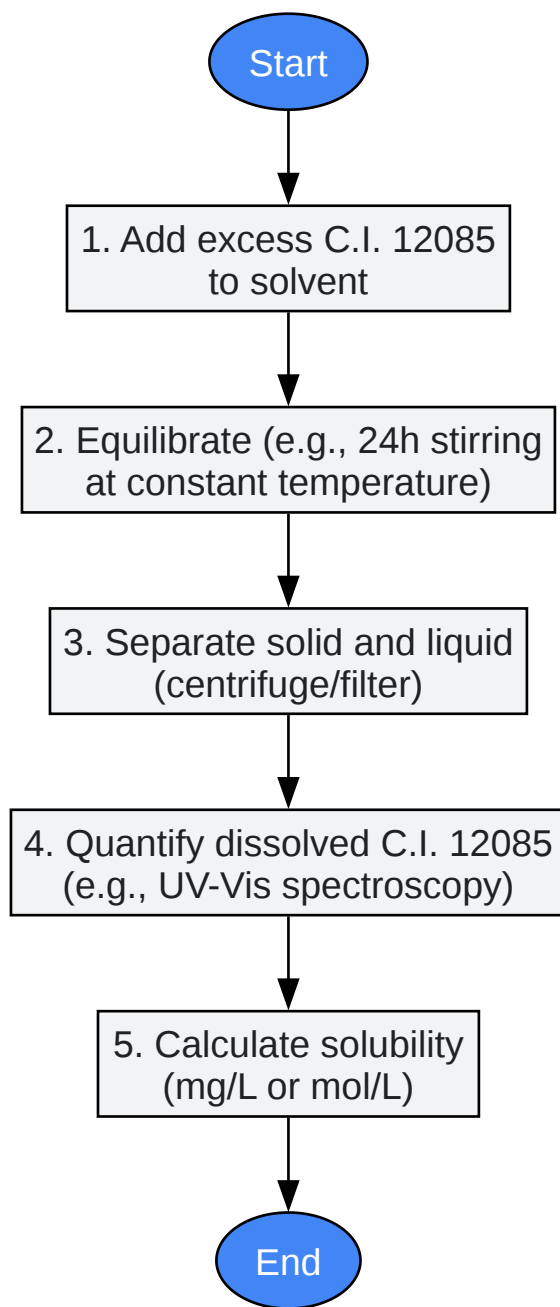 Start
1. Add excess C.I. 12085
to solvent
2. Equilibrate (e.g., 24h stirring
at constant temperature)
3. Separate solid and liquid
(centrifuge/filter)
4. Quantify dissolved C.I. 12085
(e.g., UV-Vis spectroscopy)
5. Calculate solubility
(mg/L or mol/L)
End